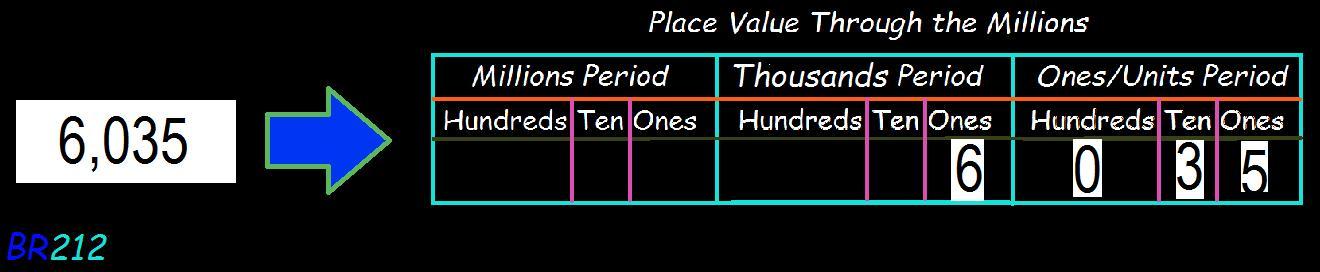 Place Value Through the Millions
Millions Period Thousands Period Ones/Units Period
6,035
Hundreds Ten Ones Hundreds Ten Ones Hundreds Ten Ones
6 0 3 5
BR212